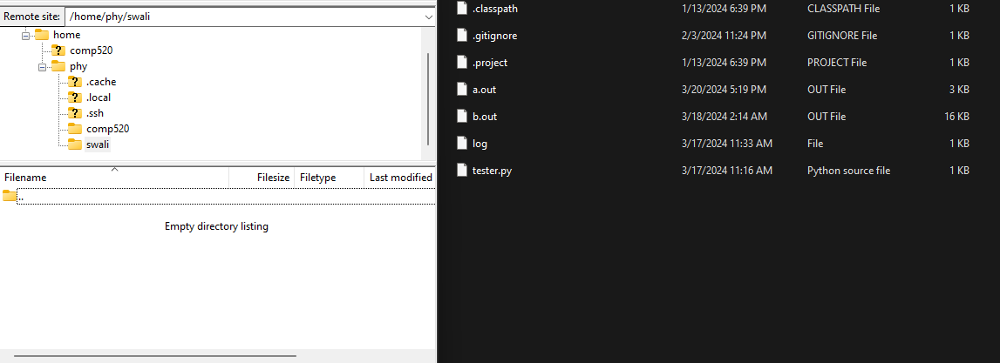 Remote site: /home/phy/swali
home
? comp520
phy
? .cache
? .local
? .ssh
comp520
swali
Filename Filesize Filetype Last modified
..
Empty directory listing
.classpath 1/13/2024 6:39 PM CLASSPATH File 1 KB
.gitignore 2/3/2024 11:24 PM GITIGNORE File 1 KB
.project 1/13/2024 6:39 PM PROJECT File 1 KB
a.out 3/20/2024 5:19 PM OUT File 3 KB
b.out 3/18/2024 2:14 AM OUT File 16 KB
log 3/17/2024 11:33 AM File 1 KB
tester.py 3/17/2024 11:16 AM Python source file 1 KB